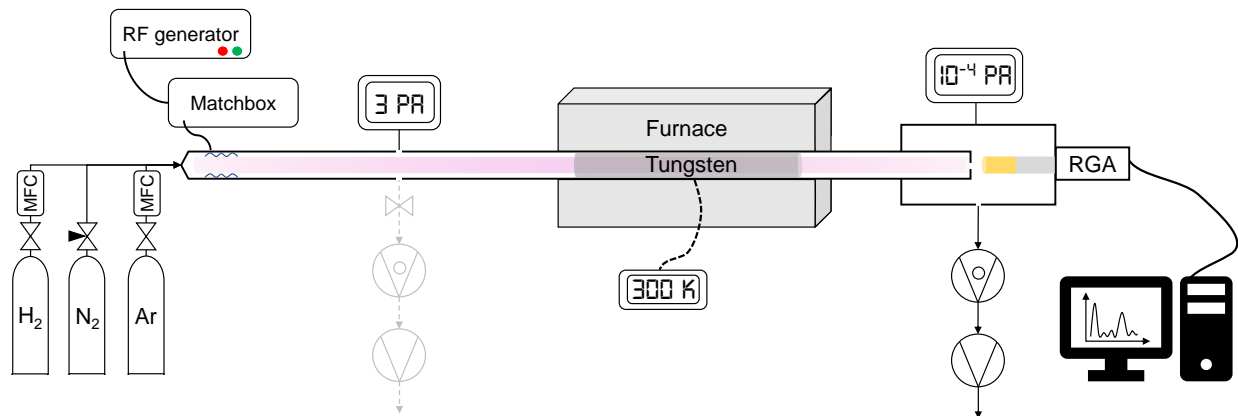 RF generator
Matchbox
3 PA
10⁻⁴ PA
Furnace
Tungsten
RGA
MFC
MFC
300 K
H₂
N₂
Ar